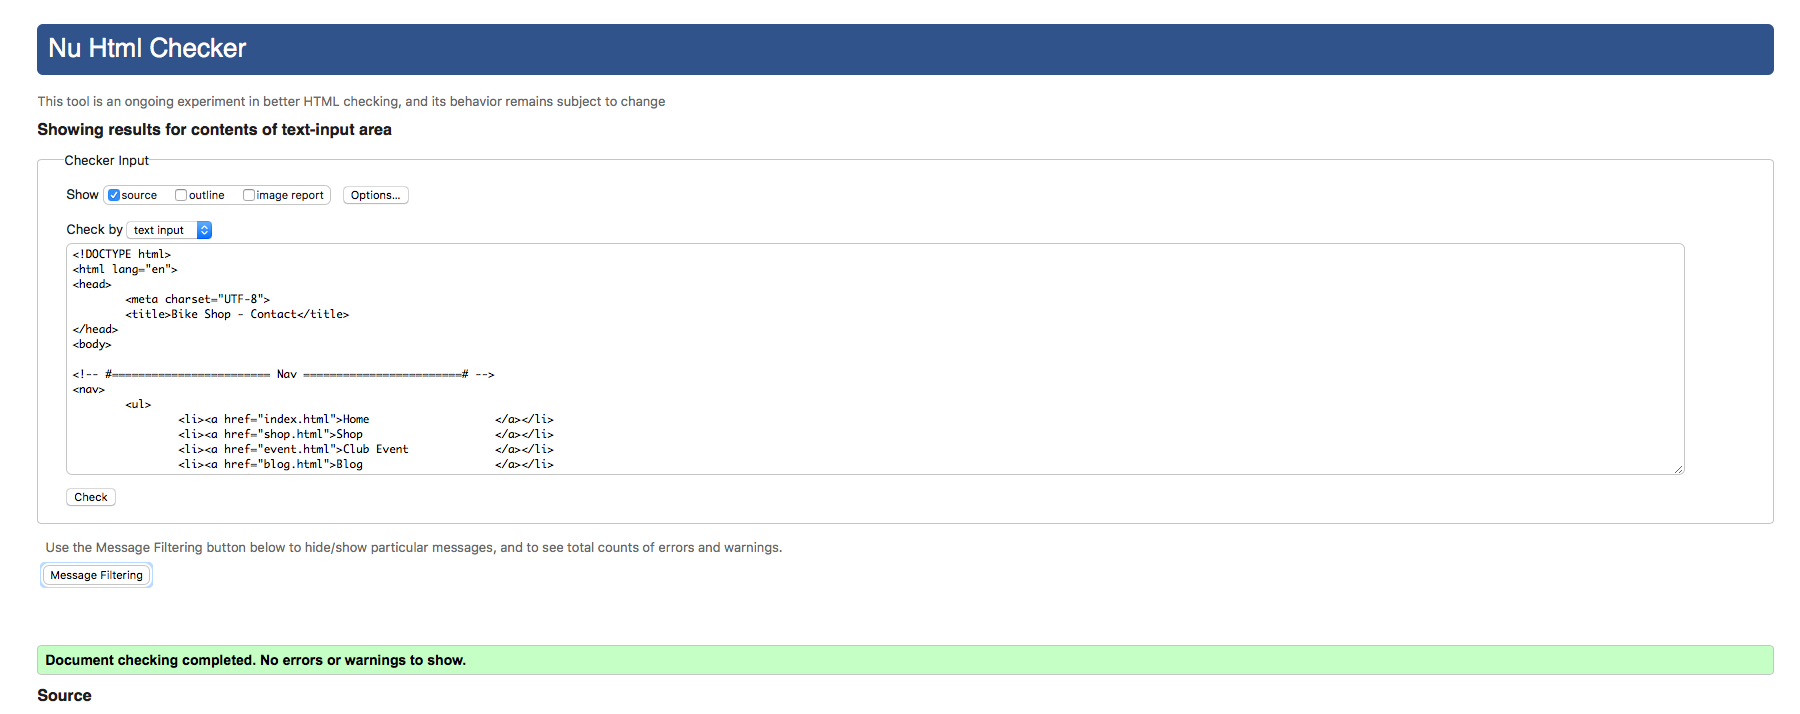 Nu Html Checker
This tool is an ongoing experiment in better HTML checking, and its behavior remains subject to change
Showing results for contents of text-input area
Checker Input
Show source outline image report Options...
Check by text input
<!DOCTYPE html>
<html lang="en">
<head>
<meta charset="UTF-8">
<title>Bike Shop - Contact</title>
</head>
<body>
<!-- #======================== Nav ========================# -->
<nav>
<ul>
<li><a href="index.html">Home </a></li>
<li><a href="shop.html">Shop </a></li>
<li><a href="event.html">Club Event </a></li>
<li><a href="blog.html">Blog </a></li>
Check
Use the Message Filtering button below to hide/show particular messages, and to see total counts of errors and warnings.
Message Filtering
Document checking completed. No errors or warnings to show.
Source